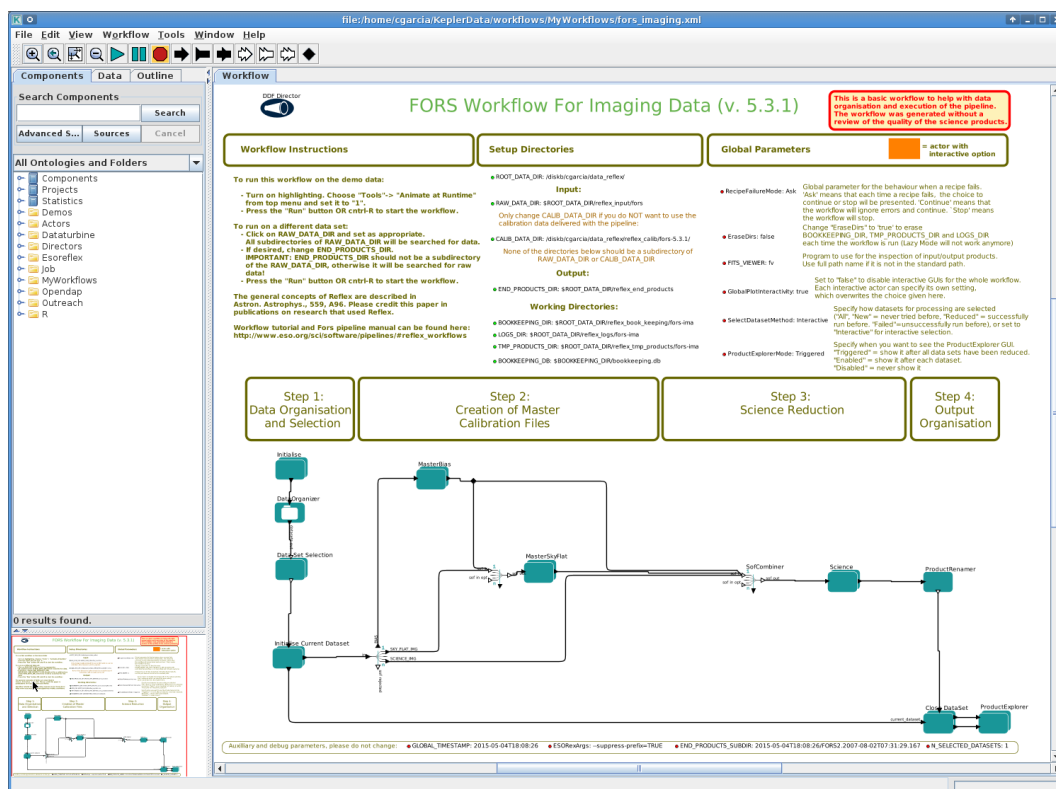 file:/home/cgarcia/KeplerData/workflows/MyWorkflows/fors_imaging.xml
File Edit View Workflow Tools Window Help
Components Data Outline
Workflow
Search Components
Search
Advanced S... Sources Cancel
All Ontologies and Folders
Components
Projects
Statistics
Demos
Actors
Dataturbine
Directors
Esoreflex
Job
MyWorkflows
Opendap
Outreach
R
0 results found.
DDF Director
FORS Workflow For Imaging Data (v. 5.3.1)
This is a basic workflow to help with data
organisation and execution of the pipeline.
The workflow was generated without a
review of the quality of the science products.
Workflow Instructions
Setup Directories
Global Parameters
= actor with
interactive option
To run this workflow on the demo data:
- Turn on highlighting. Choose "Tools"-> "Animate at Runtime"
from top menu and set it to "1".
- Press the "Run" button OR cntrl-R to start the workflow.
To run on a different data set:
- Click on RAW_DATA_DIR and set as appropriate.
All subdirectories of RAW_DATA_DIR will be searched for data.
- If desired, change END_PRODUCTS_DIR.
IMPORTANT: END_PRODUCTS_DIR should not be a subdirectory
of the RAW_DATA_DIR, otherwise it will be searched for raw
data!
- Press the "Run" button OR cntrl-R to start the workflow.
The general concepts of Reflex are described in
Astron. Astrophys., 559, A96. Please credit this paper in
publications on research that used Reflex.
Workflow tutorial and Fors pipeline manual can be found here:
http://www.eso.org/sci/software/pipelines/#reflex_workflows
ROOT_DATA_DIR: /diskb/cgarcia/data_reflex/
Input:
RAW_DATA_DIR: $ROOT_DATA_DIR/reflex_input/fors
Only change CALIB_DATA_DIR if you do NOT want to use the
calibration data delivered with the pipeline:
CALIB_DATA_DIR: /diskb/cgarcia/data_reflex/reflex_calib/fors-5.3.1/
None of the directories below should be a subdirectory of
RAW_DATA_DIR or CALIB_DATA_DIR
Output:
END_PRODUCTS_DIR: $ROOT_DATA_DIR/reflex_end_products
Working Directories:
BOOKKEEPING_DIR: $ROOT_DATA_DIR/reflex_book_keeping/fors-ima
LOGS_DIR: $ROOT_DATA_DIR/reflex_logs/fors-ima
TMP_PRODUCTS_DIR: $ROOT_DATA_DIR/reflex_tmp_products/fors-ima
BOOKKEEPING_DB: $BOOKKEEPING_DIR/bookkeeping.db
RecipeFailureMode: Ask
Global parameter for the behaviour when a recipe fails.
'Ask' means that each time a recipe fails, the choice to
continue or stop will be presented. 'Continue' means that
the workflow will ignore errors and continue. 'Stop' means
the workflow will stop.
EraseDirs: false
Change "EraseDirs" to 'true' to erase
BOOKKEEPING_DIR, TMP_PRODUCTS_DIR and LOGS_DIR
each time the workflow is run (Lazy Mode will not work anymore)
FITS_VIEWER: fv
Program to use for the inspection of input/output products.
Use full path name if it is not in the standard path.
GlobalPlotInteractivity: true
Set to "false" to disable interactive GUIs for the whole workflow.
Each interactive actor can specify its own setting,
which overwrites the choice given here.
SelectDatasetMethod: Interactive
Specify how datasets for processing are selected
("All", "New" = never tried before, "Reduced" = successfully
run before. "Failed"=unsuccessfully run before), or set to
"Interactive" for interactive selection.
ProductExplorerMode: Triggered
Specify when you want to see the ProductExplorer GUI.
"Triggered" = show it after all data sets have been reduced.
"Enabled" = show it after each dataset.
"Disabled" = never show it
Step 1:
Data Organisation
and Selection
Step 2:
Creation of Master
Calibration Files
Step 3:
Science Reduction
Step 4:
Output
Organisation
Initialise
DataOrganizer
Data Set Selection
Initialise Current Dataset
MasterBias
MasterSkyFlat
SofCombiner
Science
ProductRenamer
SKY_FLAT_IMG
SCIENCE_IMG
current_dataset
Close DataSet
ProductExplorer
Auxiliary and debug parameters, please do not change:
GLOBAL_TIMESTAMP: 2015-05-04T18:08:26
ESORexArgs: --suppress-prefix=TRUE
END_PRODUCTS_SUBDIR: 2015-05-04T18:08:26/FORS2.2007-08-02T07:31:29.167
N_SELECTED_DATASETS: 1